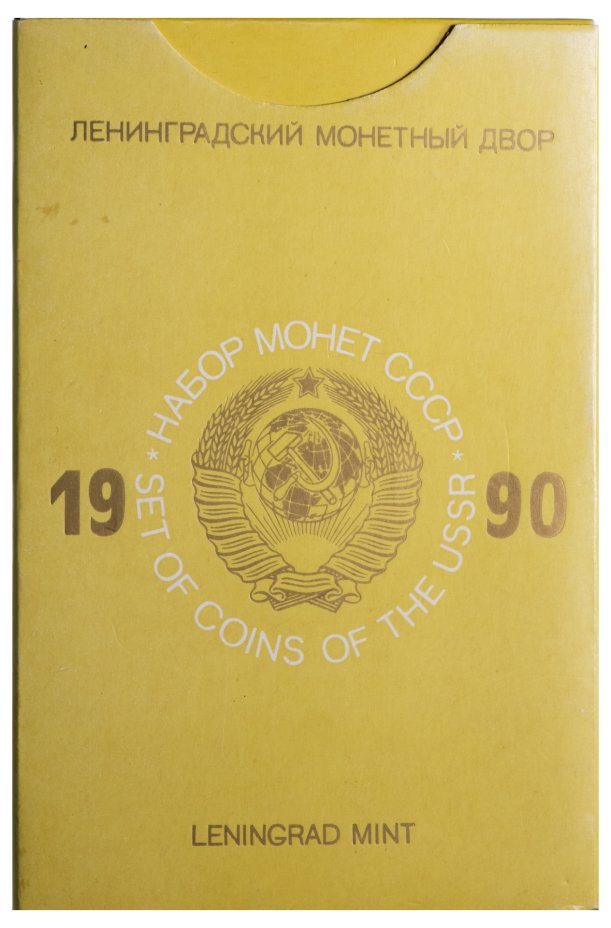 ЛЕНИНГРАДСКИЙ МОНЕТНЫЙ ДВОР
* НАБОР МОНЕТ СССР *
19 90
SET OF COINS OF THE USSR
LENINGRAD MINT